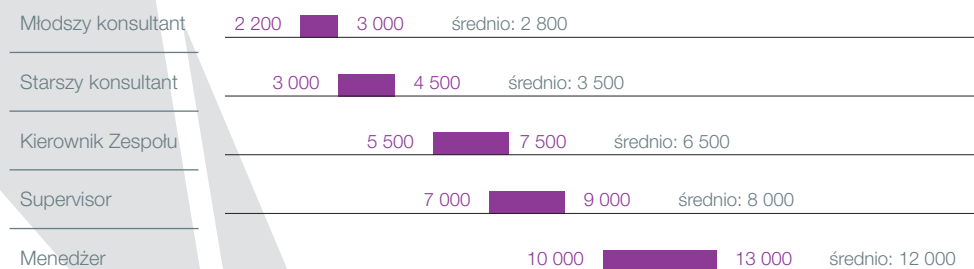 Młodszy konsultant 2 200 3 000 średnio: 2 800
Starszy konsultant 3 000 4 500 średnio: 3 500
Kierownik Zespołu 5 500 7 500 średnio: 6 500
Supervisor 7 000 9 000 średnio: 8 000
Menedżer 10 000 13 000 średnio: 12 000